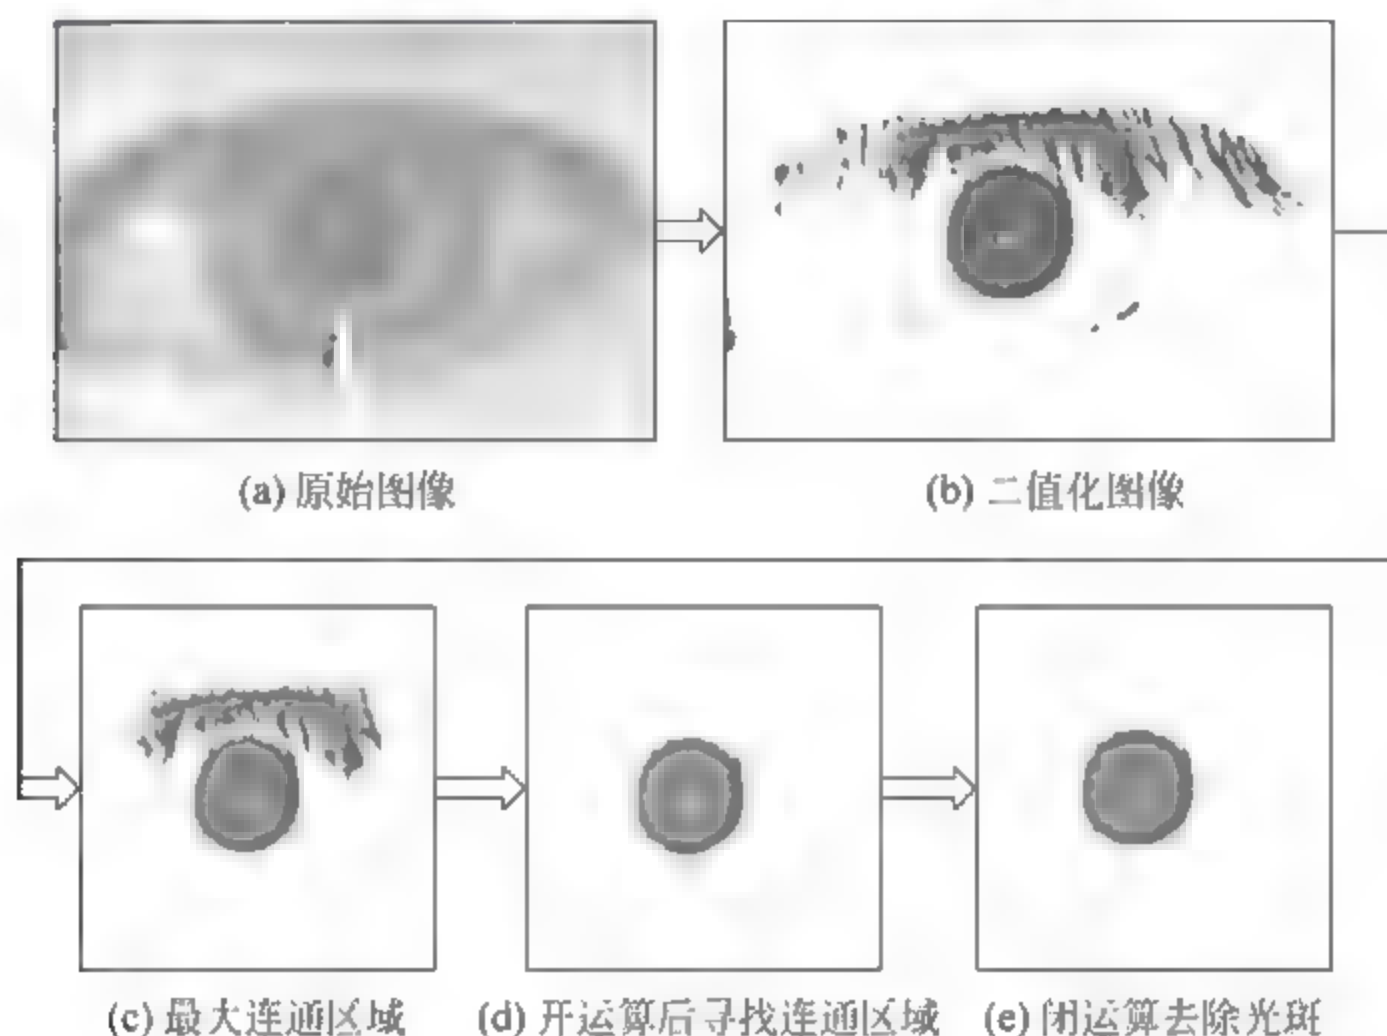 (a) 原始图像
(b) 二值化图像
(c) 最大连通区域
(d) 开运算后寻找连通区域
(e) 闭运算去除光斑